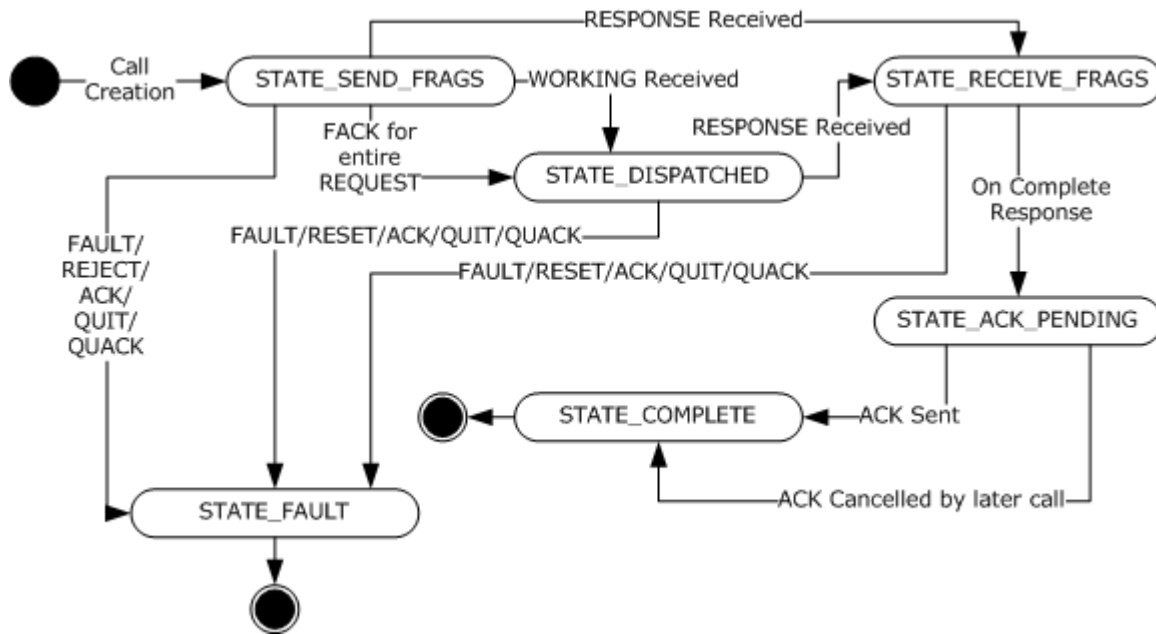 RESPONSE Received
Call
Creation
STATE_SEND_FRAGS
WORKING Received
STATE_RECEIVE_FRAGS
FACK for
entire
REQUEST
RESPONSE Received
STATE_DISPATCHED
On Complete
Response
FAULT/RESET/ACK/QUIT/QUACK
FAULT/
REJECT/
ACK/
QUIT/
QUACK
FAULT/RESET/ACK/QUIT/QUACK
STATE_ACK_PENDING
STATE_COMPLETE
ACK Sent
ACK Cancelled by later call
STATE_FAULT